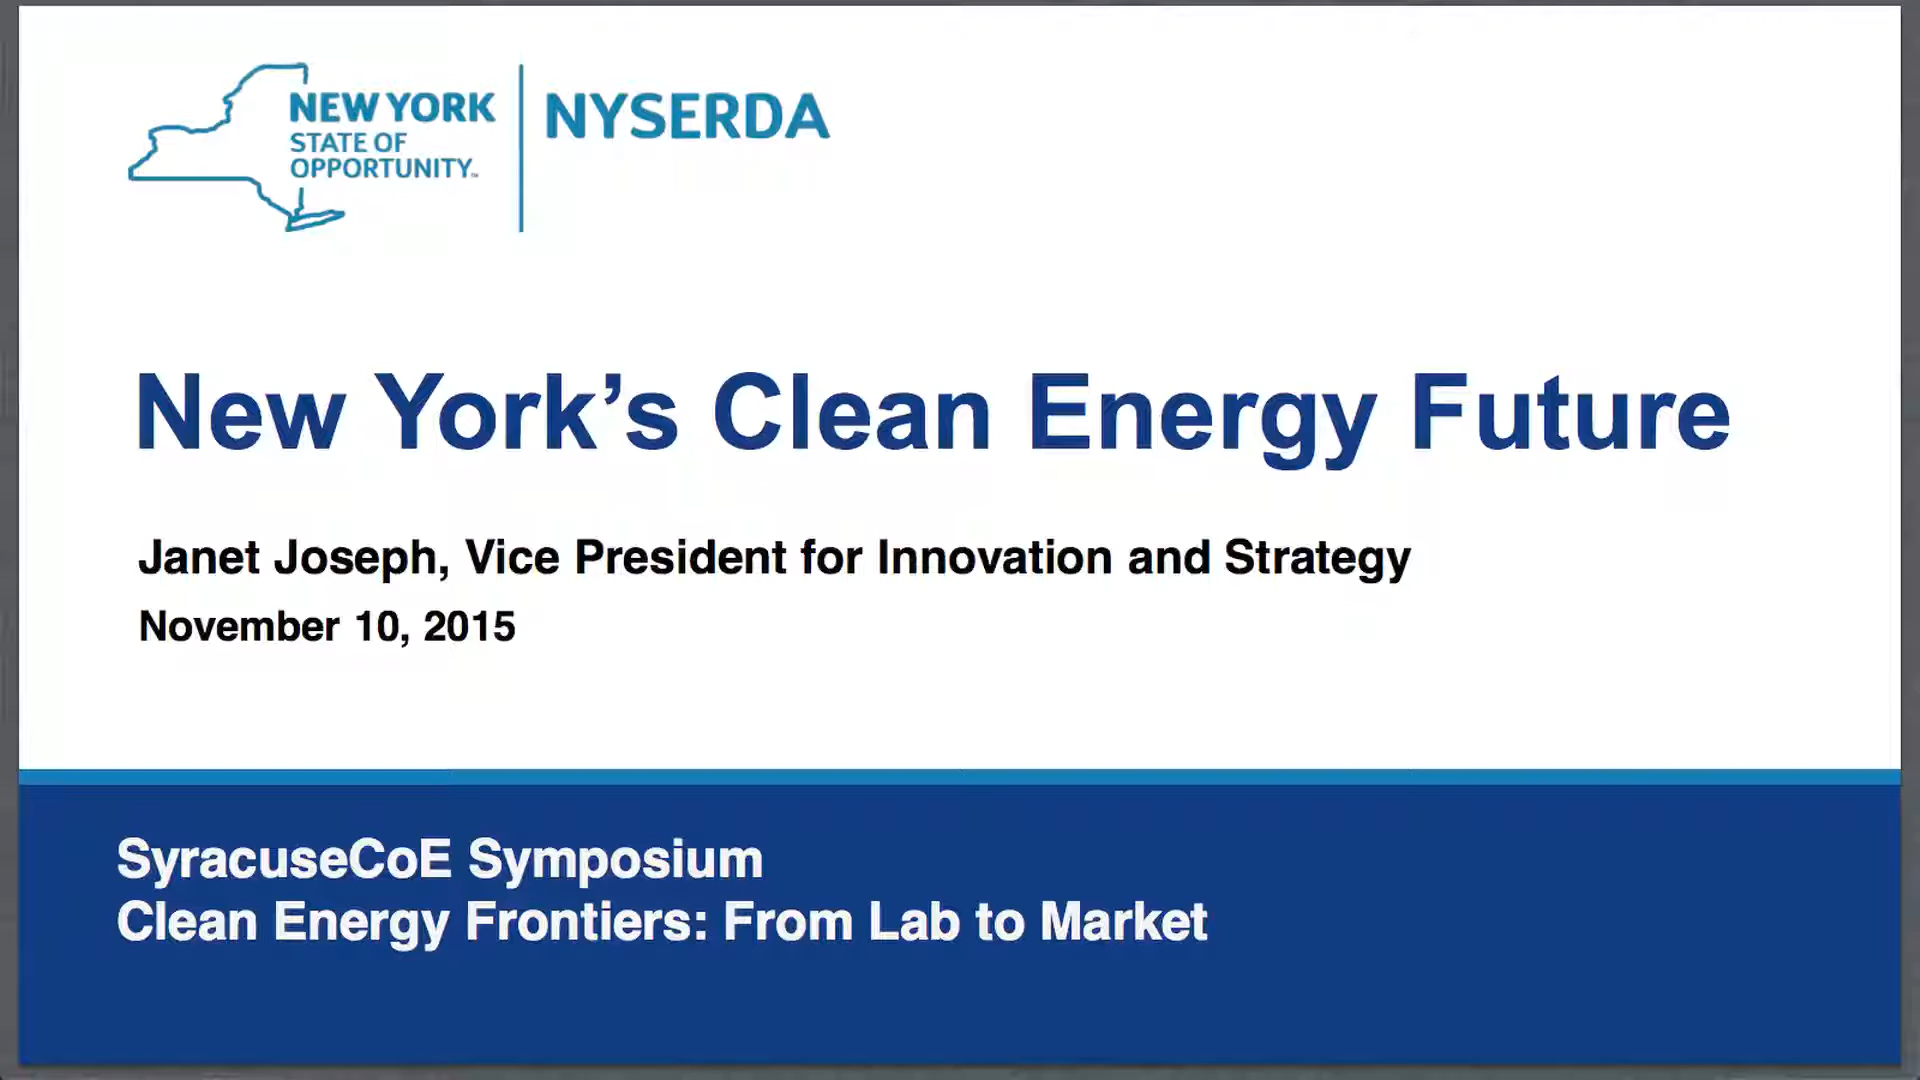 NEW YORK
STATE OF
OPPORTUNITY™
NYSERDA
New York’s Clean Energy Future
Janet Joseph, Vice President for Innovation and Strategy
November 10, 2015
SyracuseCoE Symposium
Clean Energy Frontiers: From Lab to Market